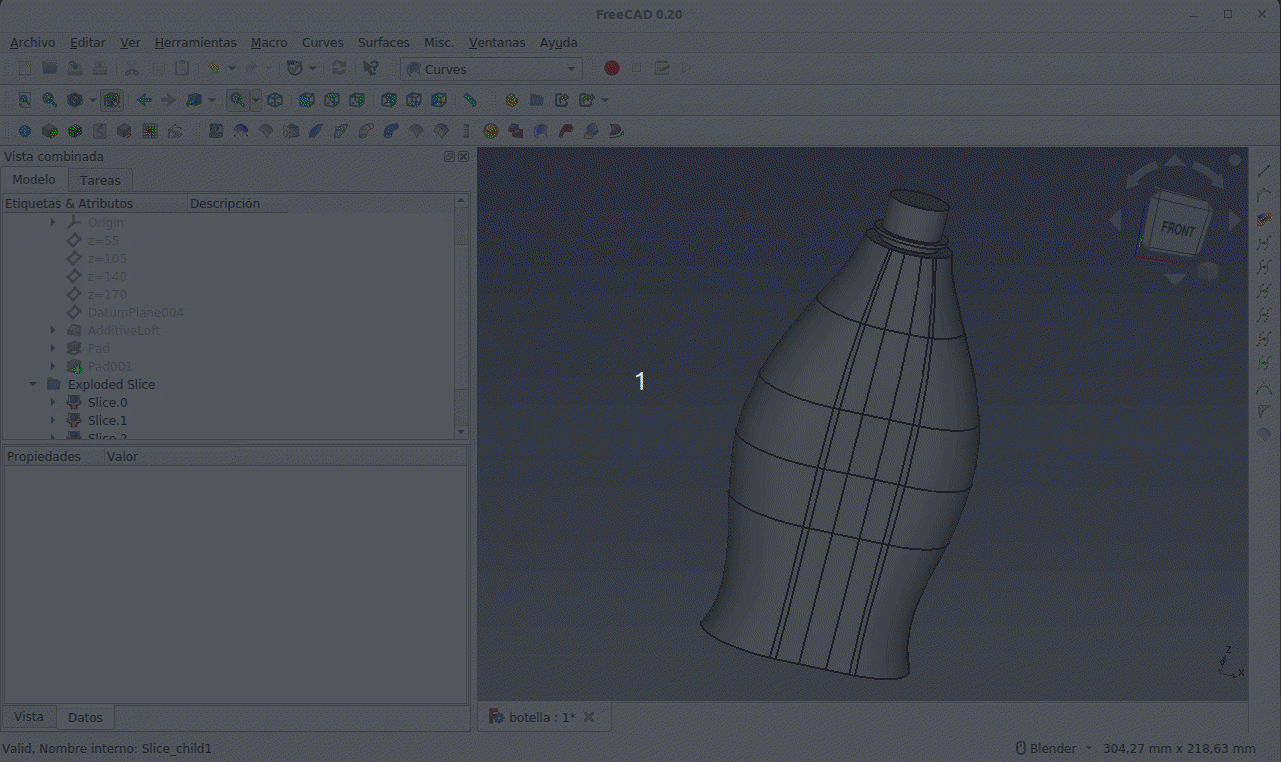 FreeCAD 0.20
Archivo Editar Ver Herramientas Macro Curves Surfaces Misc. Ventanas Ayuda
Curves
Vista combinada
Modelo Tareas
Etiquetas & Atributos Descripción
Origin
z=55
z=105
z=140
z=170
DatumPlane004
AdditiveLoft
Pad
Pad001
Exploded Slice
Slice.0
Slice.1
Slice.2
Propiedades Valor
Vista Datos
1
FRONT
z
x
botella : 1*
Valid, Nombre interno: Slice_child1
Blender 304,27 mm x 218,63 mm